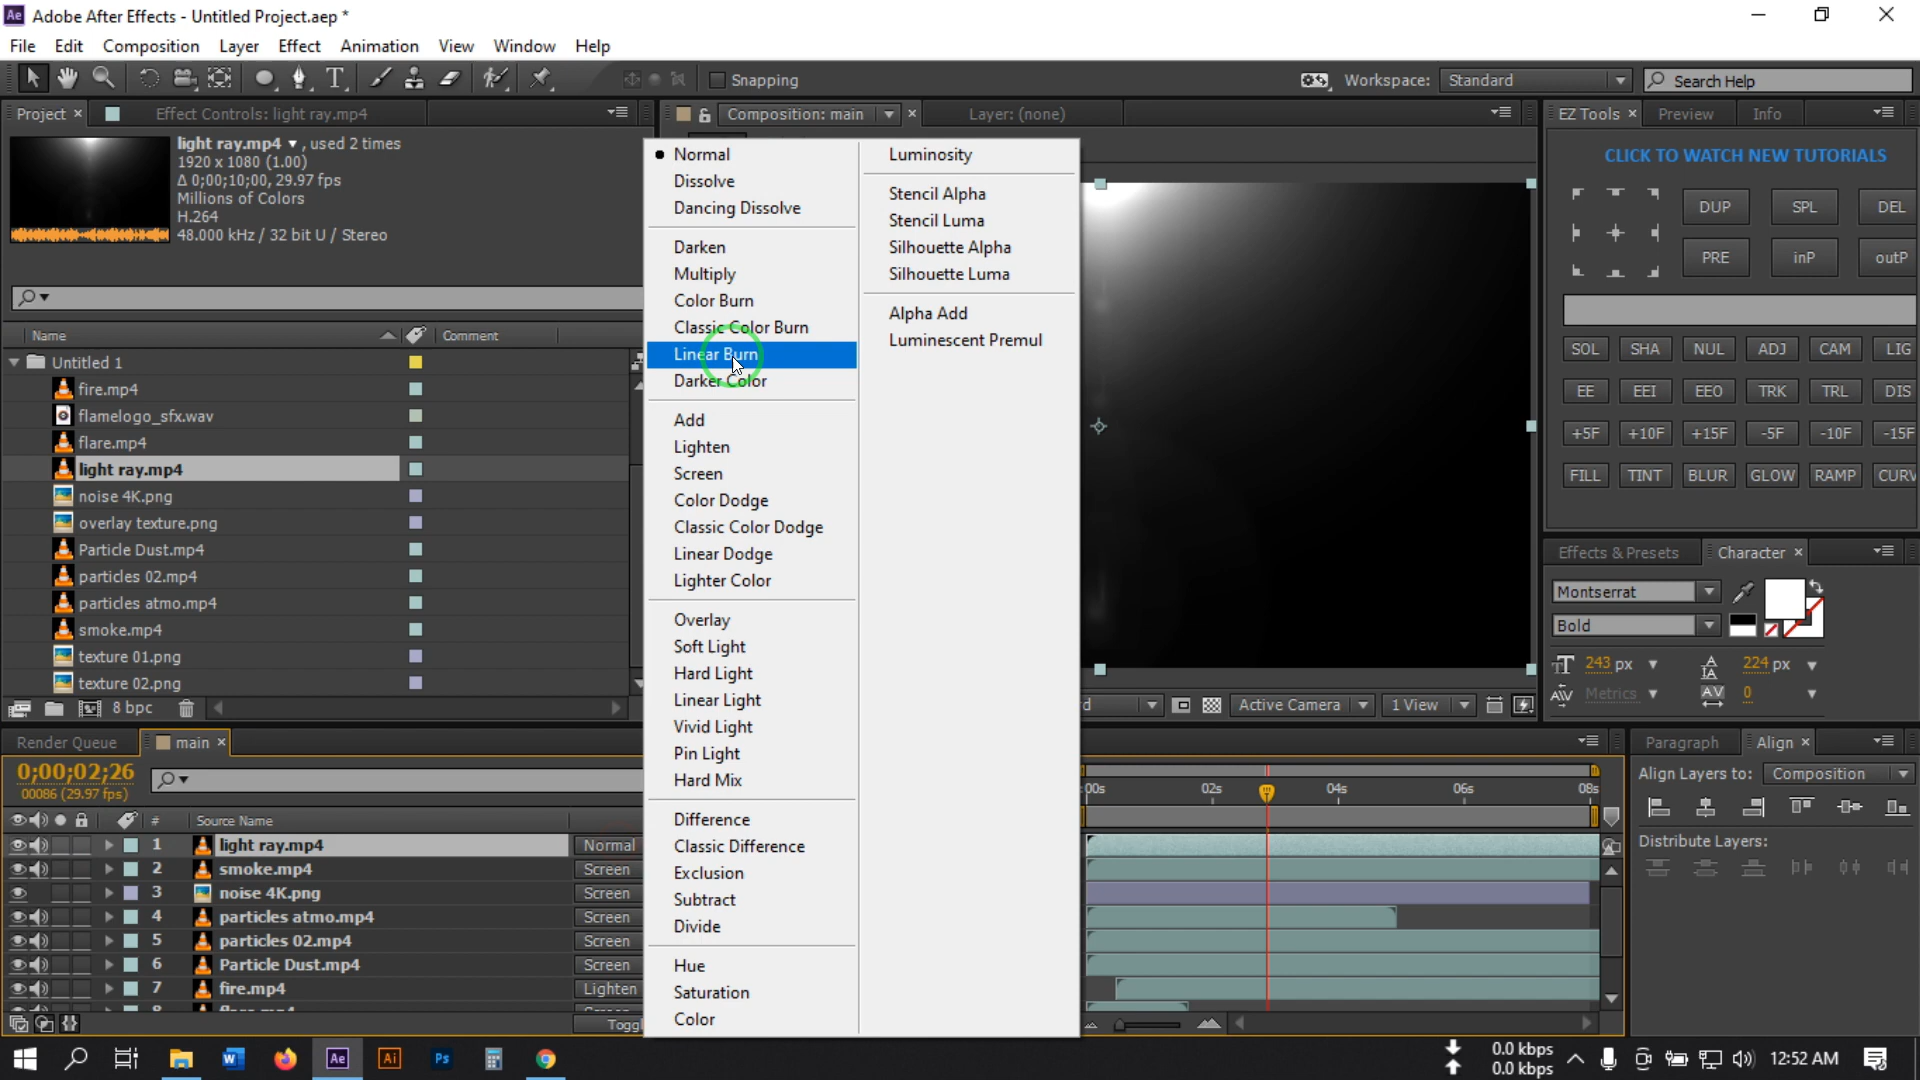 Adobe After Effects - Untitled Project.aep *
File Edit Composition Layer Effect Animation View Window Help
Snapping
Workspace: Standard
Search Help
Project × Effect Controls: light ray.mp4
Composition: main × Layer: (none)
EZ Tools × Preview Info
light ray.mp4 ▼ , used 2 times
1920 x 1080 (1.00)
Δ 0;00;10;00, 29.97 fps
Millions of Colors
H.264
48.000 kHz / 32 bit U / Stereo
CLICK TO WATCH NEW TUTORIALS
DUP SPL DEL
PRE inP outP
SOL SHA NUL ADJ CAM LIG
EE EEI EEO TRK TRL DIS
+5F +10F +15F -5F -10F -15F
FILL TINT BLUR GLOW RAMP CURV
Name Comment
Untitled 1
fire.mp4
flamelogo_sfx.wav
flare.mp4
light ray.mp4
noise 4K.png
overlay texture.png
Particle Dust.mp4
particles 02.mp4
particles atmo.mp4
smoke.mp4
texture 01.png
texture 02.png
8 bpc
Normal
Dissolve
Dancing Dissolve
Darken
Multiply
Color Burn
Classic Color Burn
Linear Burn
Darker Color
Add
Lighten
Screen
Color Dodge
Classic Color Dodge
Linear Dodge
Lighter Color
Overlay
Soft Light
Hard Light
Linear Light
Vivid Light
Pin Light
Hard Mix
Difference
Classic Difference
Exclusion
Subtract
Divide
Hue
Saturation
Color
Luminosity
Stencil Alpha
Stencil Luma
Silhouette Alpha
Silhouette Luma
Alpha Add
Luminescent Premul
Active Camera 1 View
Effects & Presets Character ×
Montserrat
Bold
243 px 224 px
Metrics 0
Render Queue main ×
0;00;02;26
00086 (29.97 fps)
# Source Name
1 light ray.mp4 Normal
2 smoke.mp4 Screen
3 noise 4K.png Screen
4 particles atmo.mp4 Screen
5 particles 02.mp4 Screen
6 Particle Dust.mp4 Screen
7 fire.mp4 Lighten
:00s 02s 04s 06s 08s
Paragraph Align ×
Align Layers to: Composition
Distribute Layers:
0.0 kbps
0.0 kbps
12:52 AM